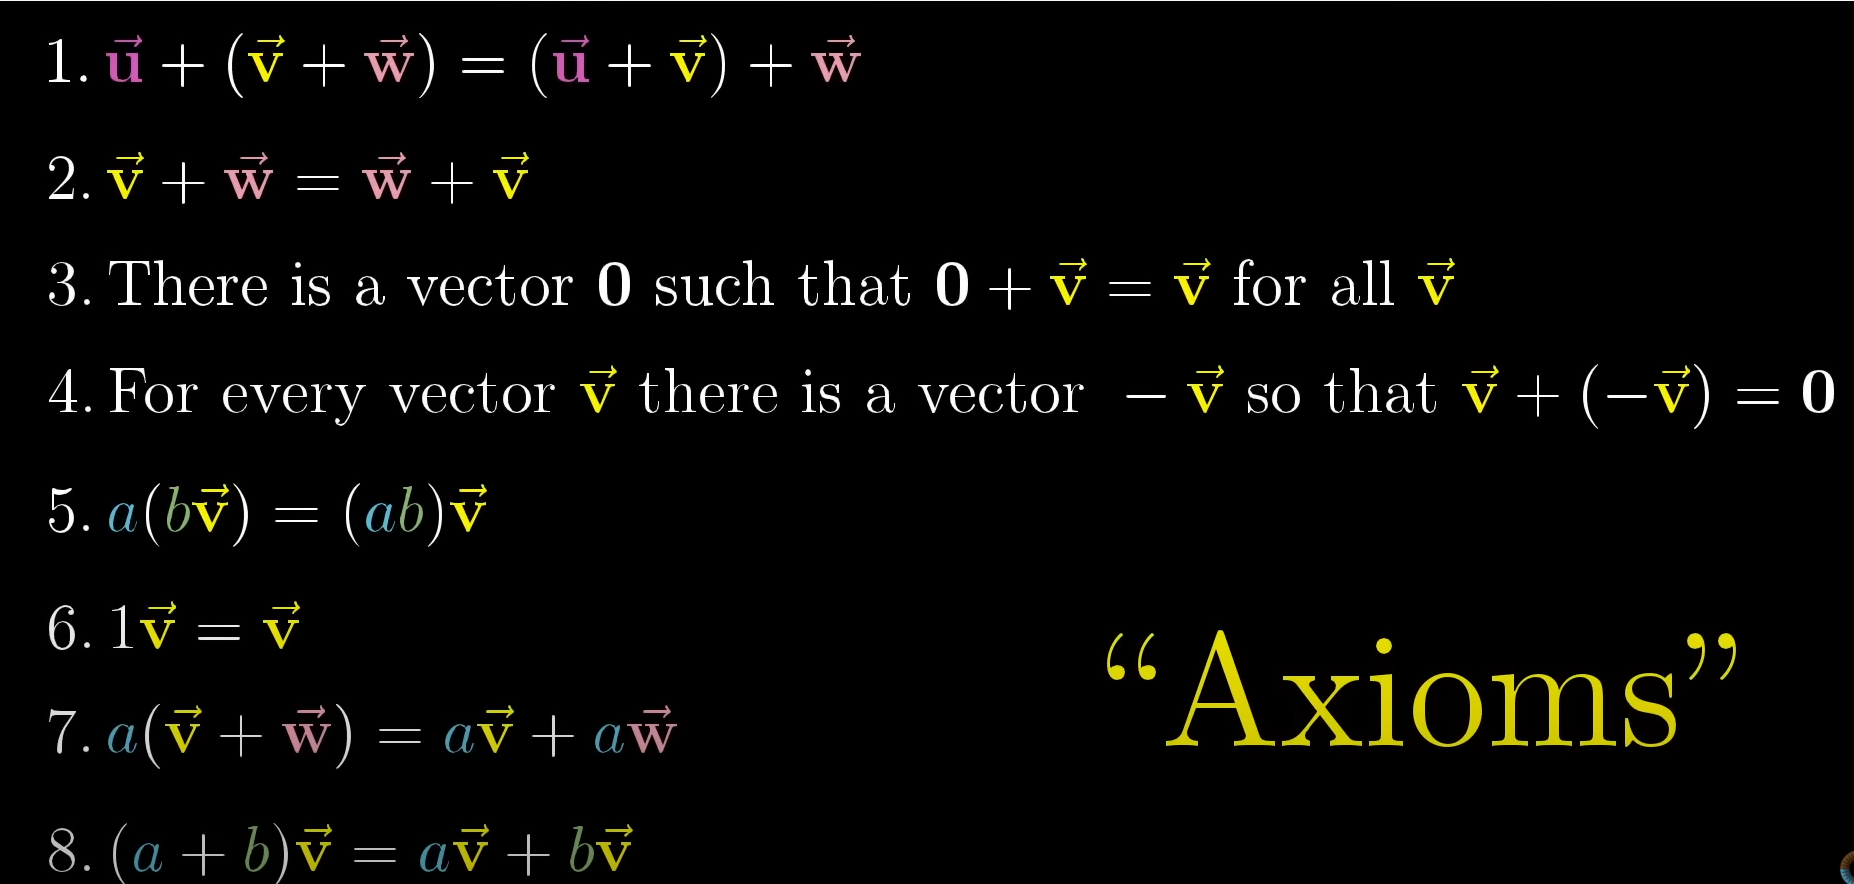 1. u⃗ + (v⃗ + w⃗) = (u⃗ + v⃗) + w⃗
2. v⃗ + w⃗ = w⃗ + v⃗
3. There is a vector 0 such that 0 + v⃗ = v⃗ for all v⃗
4. For every vector v⃗ there is a vector −v⃗ so that v⃗ + (−v⃗) = 0
5. a(bv⃗) = (ab)v⃗
6. 1v⃗ = v⃗
“Axioms”
7. a(v⃗ + w⃗) = av⃗ + aw⃗
8. (a + b)v⃗ = av⃗ + bv⃗